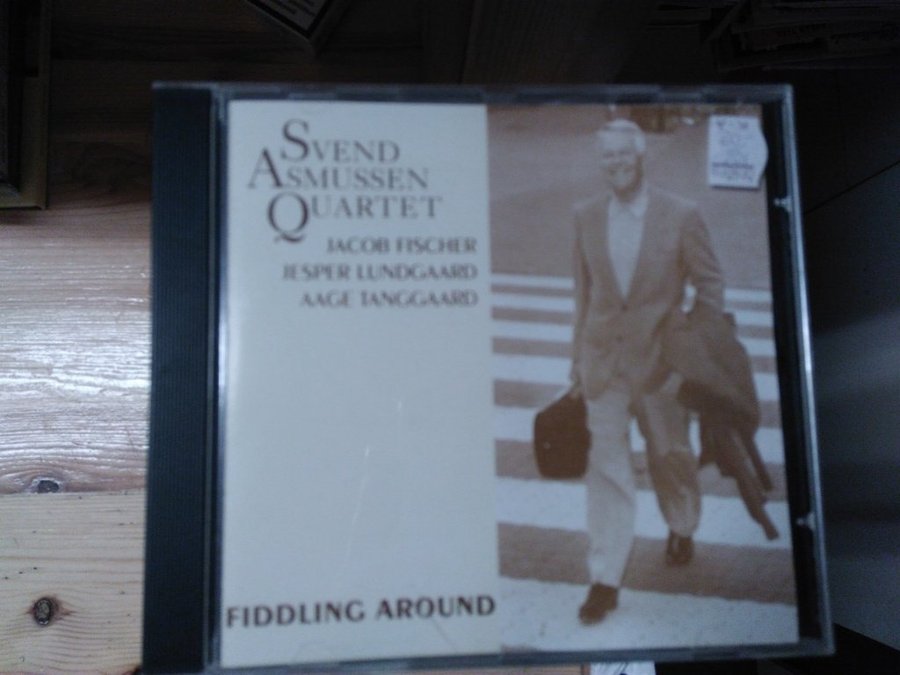 SVEND
ASMUSSEN
QUARTET
JACOB FISCHER
JESPER LUNDGAARD
AAGE TANGGAARD
FIDDLING AROUND